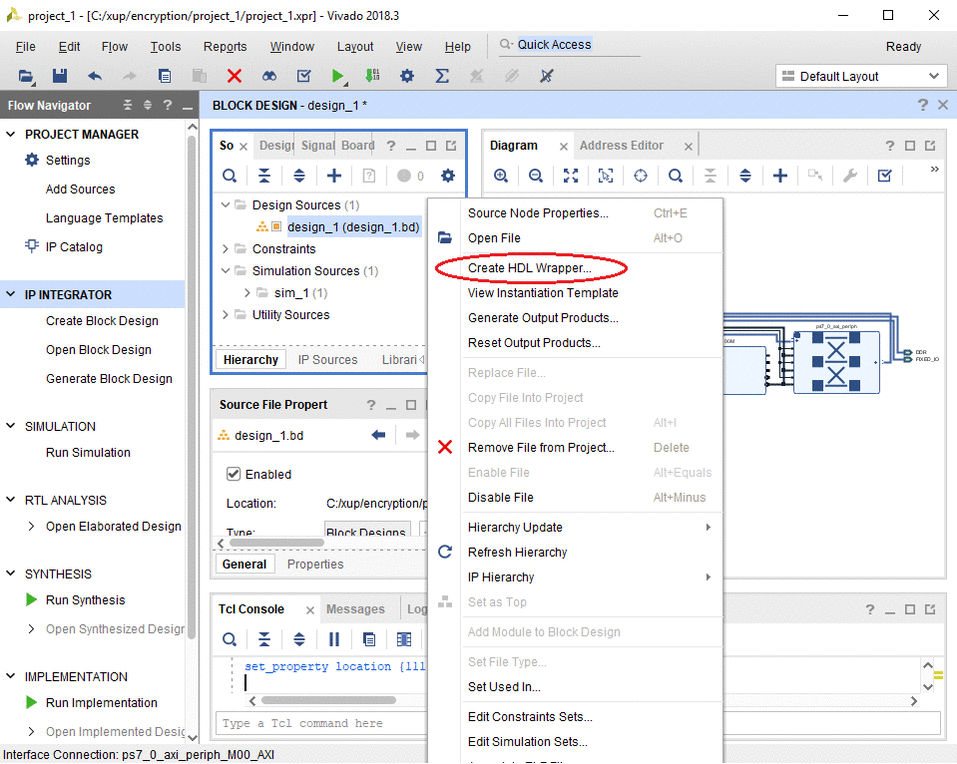 project_1 - [C:/xup/encryption/project_1/project_1.xpr] - Vivado 2018.3
File Edit Flow Tools Reports Window Layout View Help Quick Access Ready
Default Layout
Flow Navigator
PROJECT MANAGER
Settings
Add Sources
Language Templates
IP Catalog
IP INTEGRATOR
Create Block Design
Open Block Design
Generate Block Design
SIMULATION
Run Simulation
RTL ANALYSIS
Open Elaborated Design
SYNTHESIS
Run Synthesis
Open Synthesized Design
IMPLEMENTATION
Run Implementation
Open Implemented Desig
BLOCK DESIGN - design_1 *
So Desigr Signal Board
0
Design Sources (1)
design_1 (design_1.bd)
Constraints
Simulation Sources (1)
sim_1 (1)
Utility Sources
Hierarchy IP Sources Librari
Source File Propert
design_1.bd
Enabled
Location: C:/xup/encryption/p
Type: Block Designs
General Properties
Tcl Console Messages Log
set_property location {1
Type a Tcl command here
Diagram Address Editor
ps7_0_axi_periph
DDR
FIXED_IO
Source Node Properties... Ctrl+E
Open File Alt+O
Create HDL Wrapper...
View Instantiation Template
Generate Output Products...
Reset Output Products...
Replace File...
Copy File Into Project
Copy All Files Into Project Alt+I
Remove File from Project... Delete
Enable File Alt+Equals
Disable File Alt+Minus
Hierarchy Update
Refresh Hierarchy
IP Hierarchy
Set as Top
Add Module to Block Design
Set File Type...
Set Used In...
Edit Constraints Sets...
Edit Simulation Sets...
Interface Connection: ps7_0_axi_periph_M00_AXI